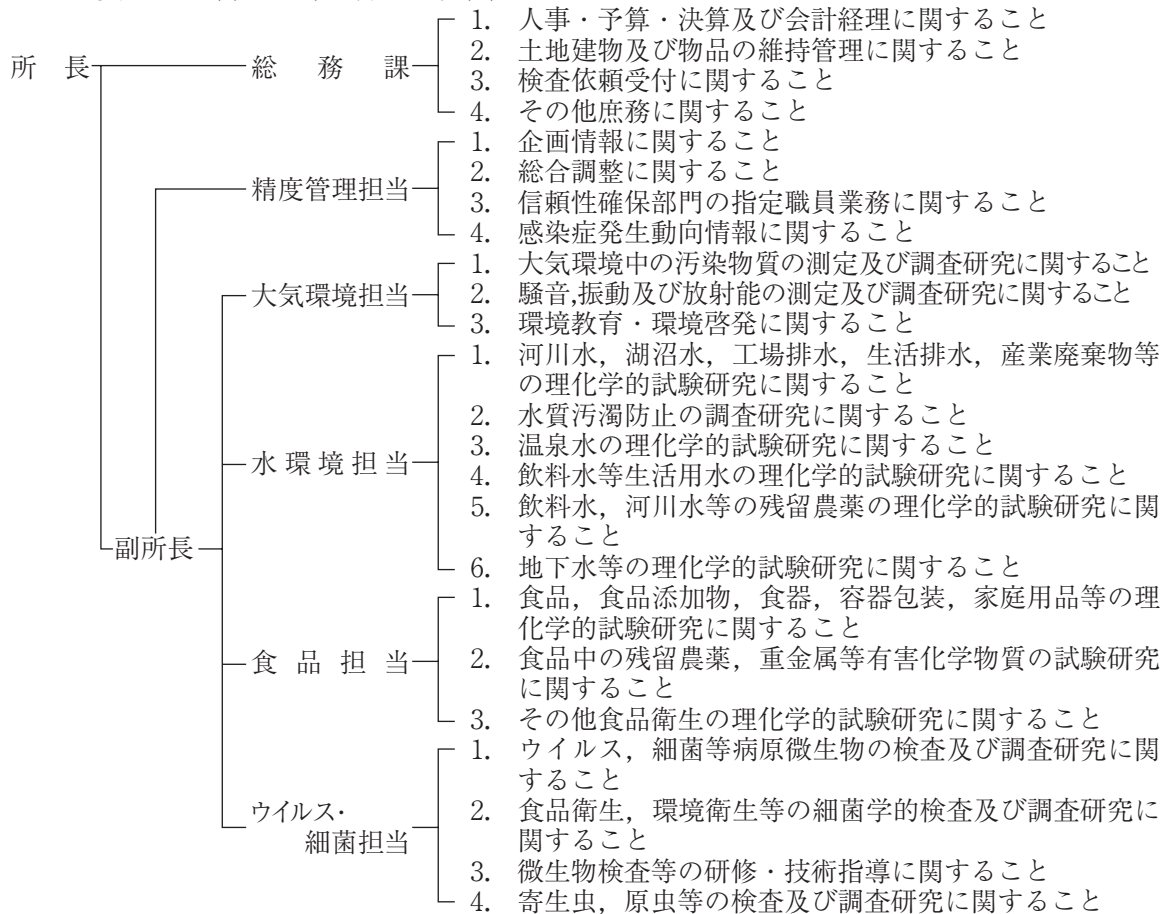 所長
総務課
1. 人事・予算・決算及び会計経理に関すること
2. 土地建物及び物品の維持管理に関すること
3. 検査依頼受付に関すること
4. その他庶務に関すること
精度管理担当
1. 企画情報に関すること
2. 総合調整に関すること
3. 信頼性確保部門の指定職員業務に関すること
4. 感染症発生動向情報に関すること
副所長
大気環境担当
1. 大気環境中の汚染物質の測定及び調査研究に関すること
2. 騒音,振動及び放射能の測定及び調査研究に関すること
3. 環境教育・環境啓発に関すること
水環境担当
1. 河川水，湖沼水，工場排水，生活排水，産業廃棄物等
の理化学的試験研究に関すること
2. 水質汚濁防止の調査研究に関すること
3. 温泉水の理化学的試験研究に関すること
4. 飲料水等生活用水の理化学的試験研究に関すること
5. 飲料水，河川水等の残留農薬の理化学的試験研究に関
すること
6. 地下水等の理化学的試験研究に関すること
食品担当
1. 食品，食品添加物，食器，容器包装，家庭用品等の理
化学的試験研究に関すること
2. 食品中の残留農薬，重金属等有害化学物質の試験研究
に関すること
3. その他食品衛生の理化学的試験研究に関すること
ウイルス・
細菌担当
1. ウイルス，細菌等病原微生物の検査及び調査研究に関
すること
2. 食品衛生，環境衛生等の細菌学的検査及び調査研究に
関すること
3. 微生物検査等の研修・技術指導に関すること
4. 寄生虫，原虫等の検査及び調査研究に関すること